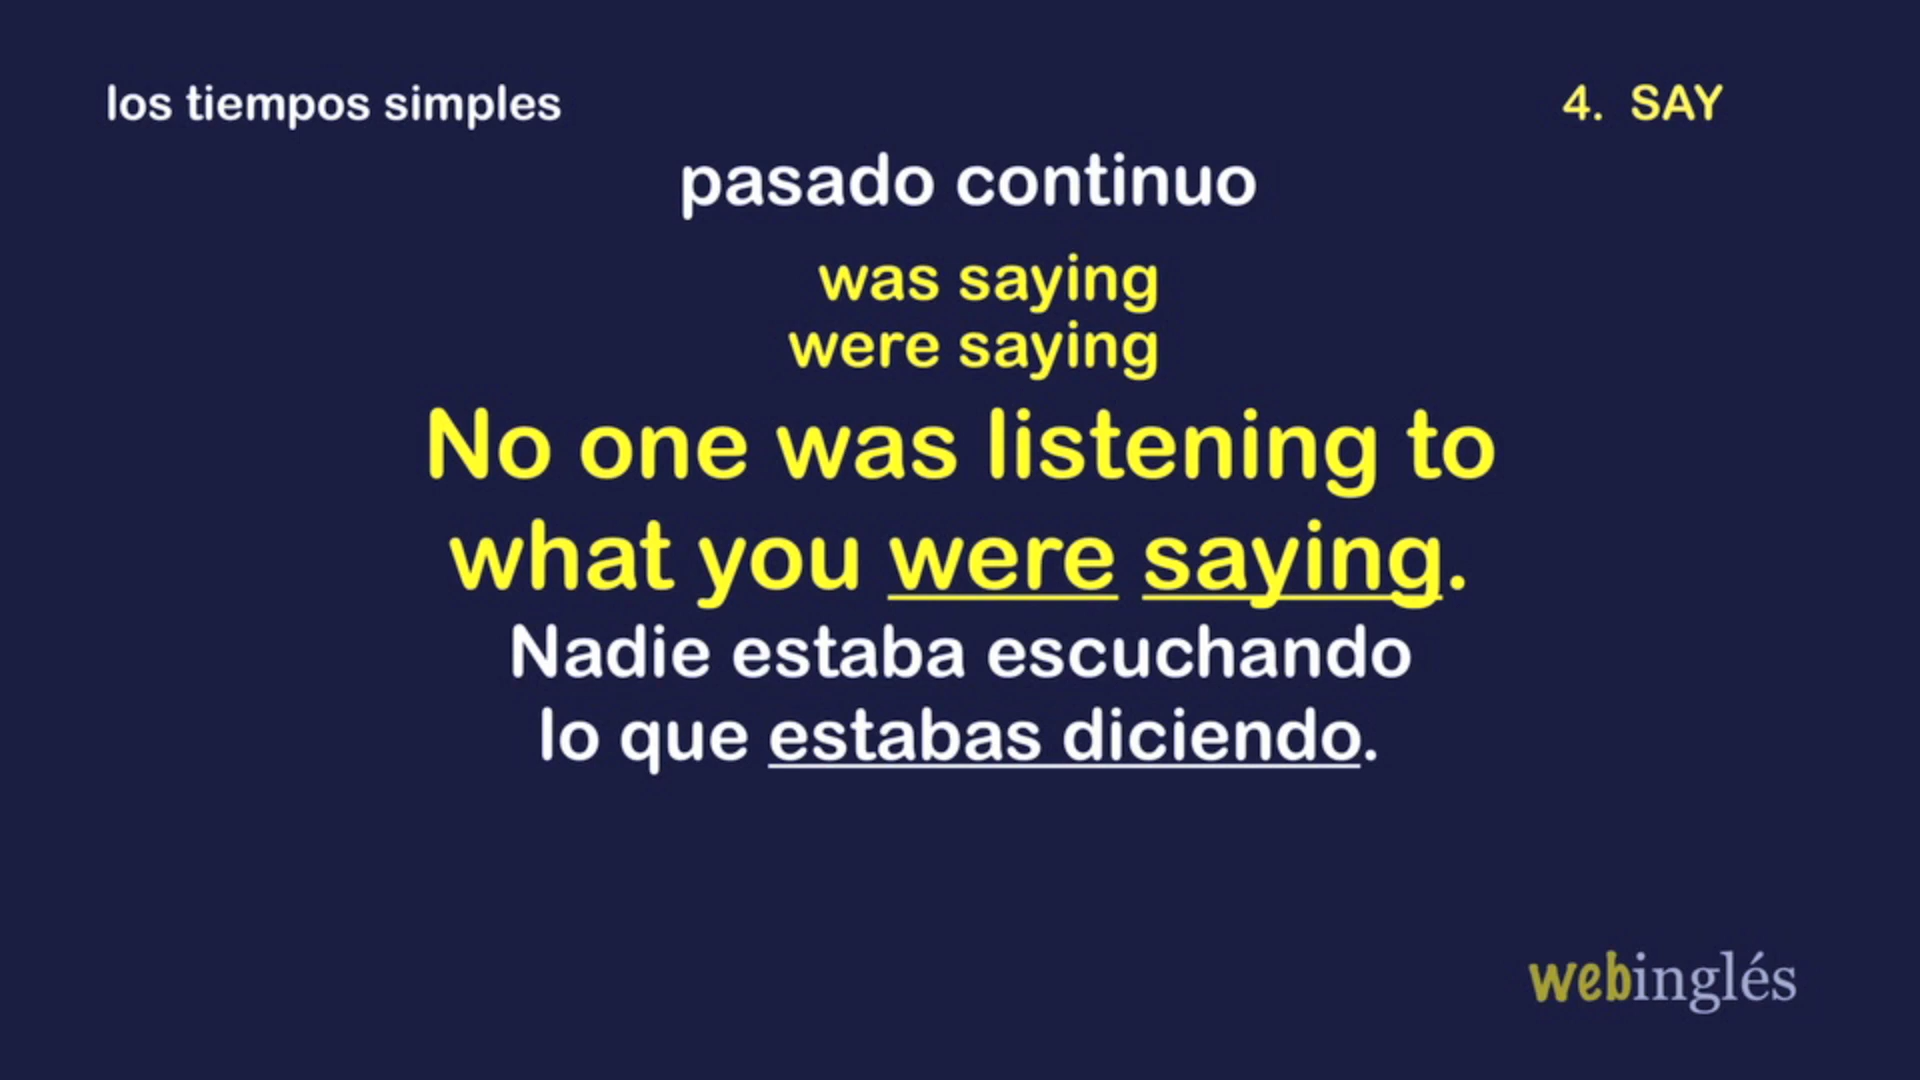 los tiempos simples
4. SAY
pasado continuo
was saying
were saying
No one was listening to
what you were saying.
Nadie estaba escuchando
lo que estabas diciendo.
webinglés